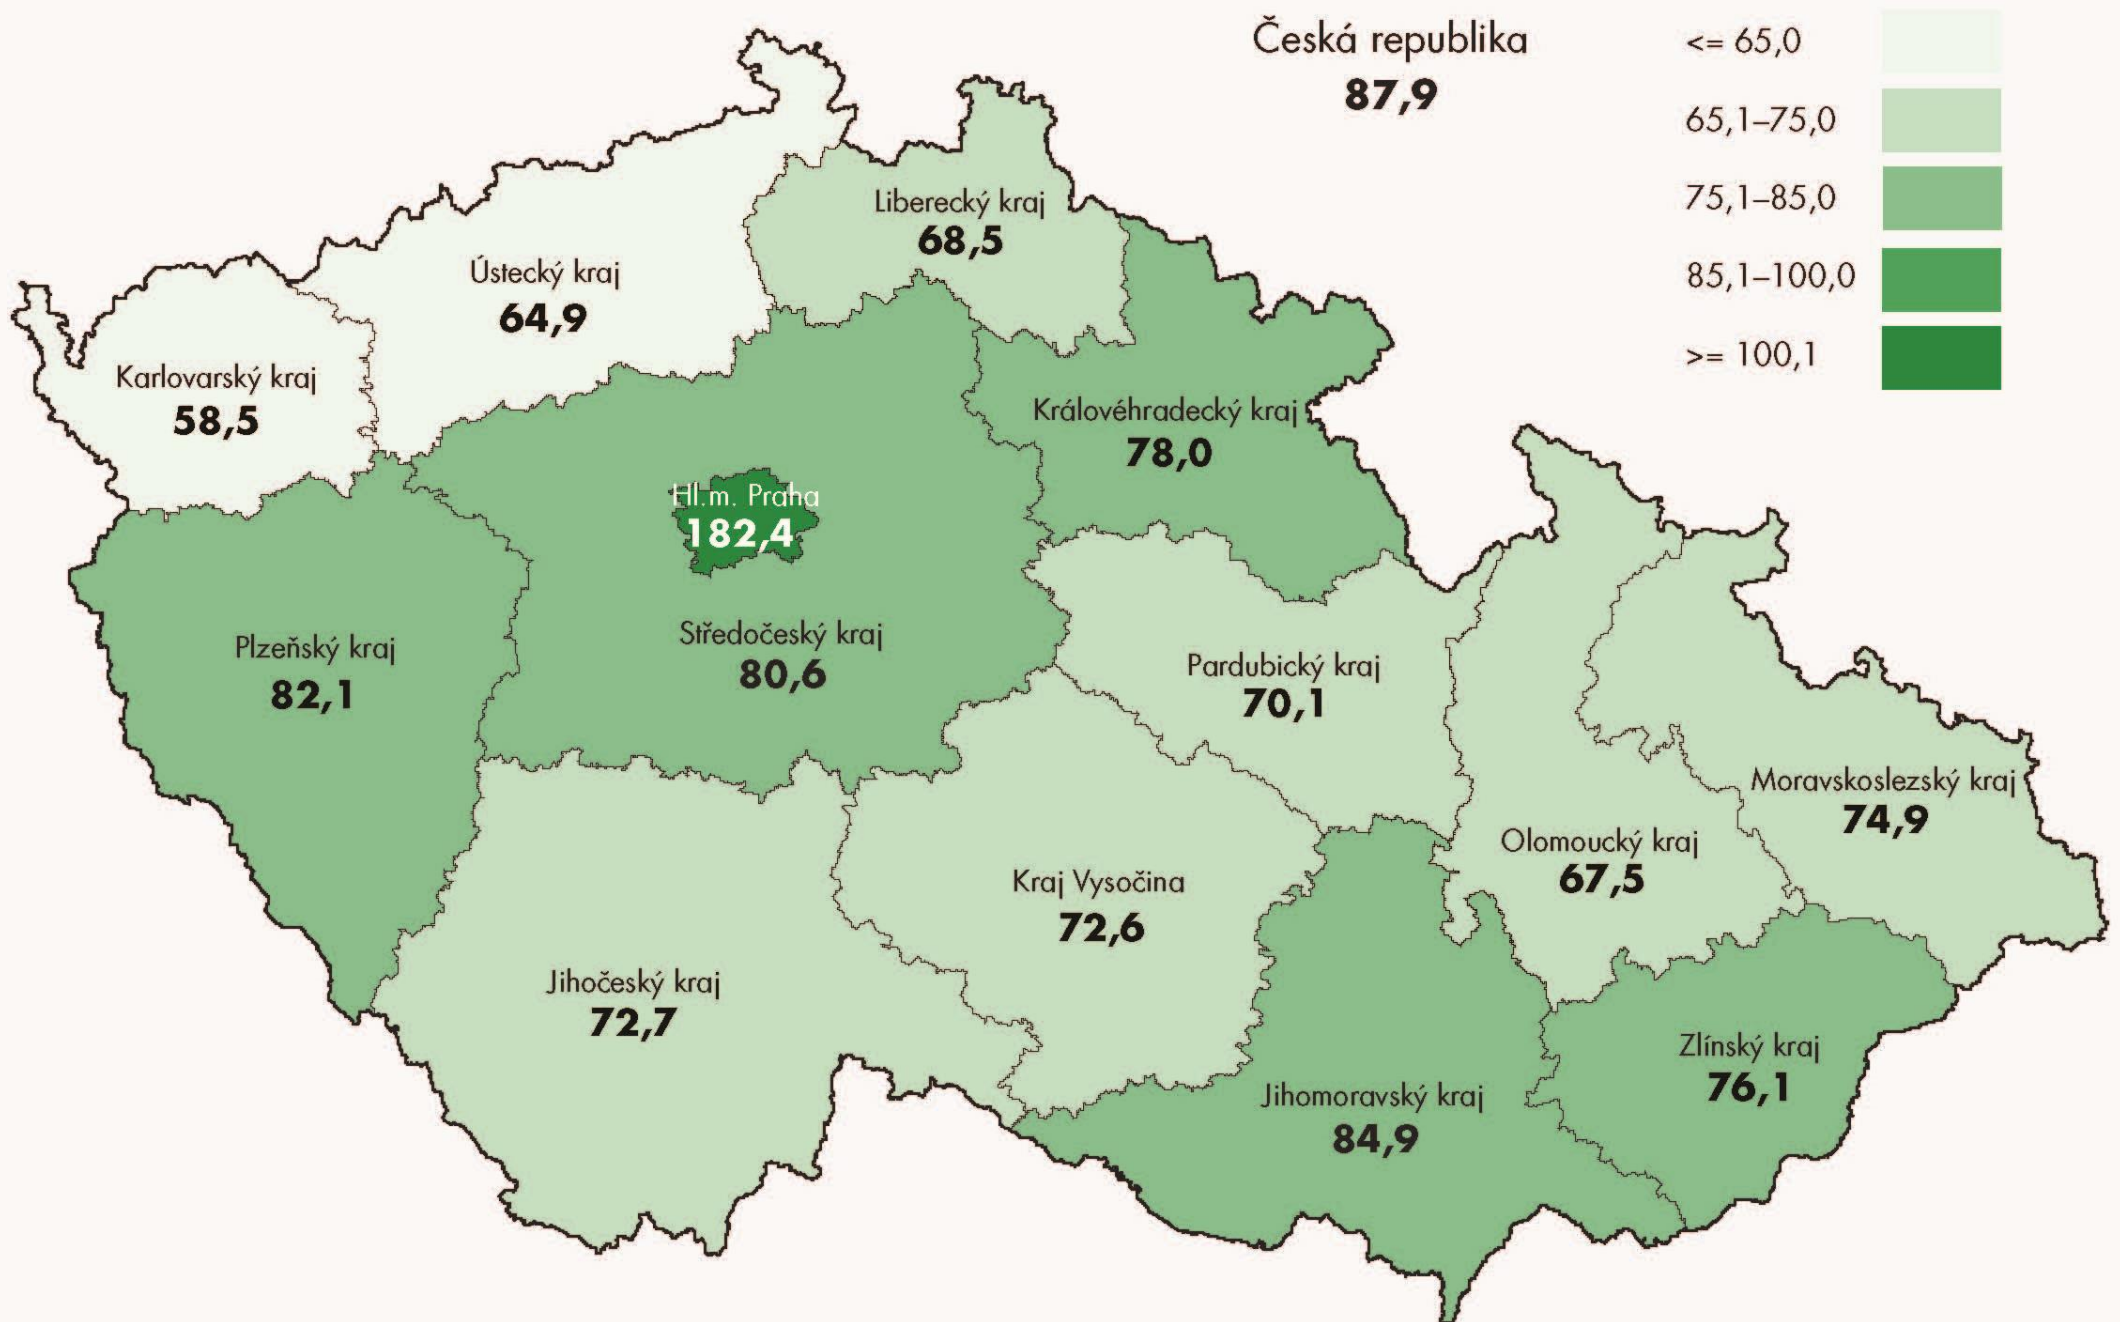 Česká republika
87,9
<= 65,0
65,1–75,0
75,1–85,0
85,1–100,0
>= 100,1
Liberecký kraj
68,5
Ústecký kraj
64,9
Karlovarský kraj
58,5
Královéhradecký kraj
78,0
Hl.m. Praha
182,4
Středočeský kraj
80,6
Plzeňský kraj
82,1
Pardubický kraj
70,1
Moravskoslezský kraj
74,9
Olomoucký kraj
67,5
Kraj Vysočina
72,6
Jihočeský kraj
72,7
Zlínský kraj
76,1
Jihomoravský kraj
84,9